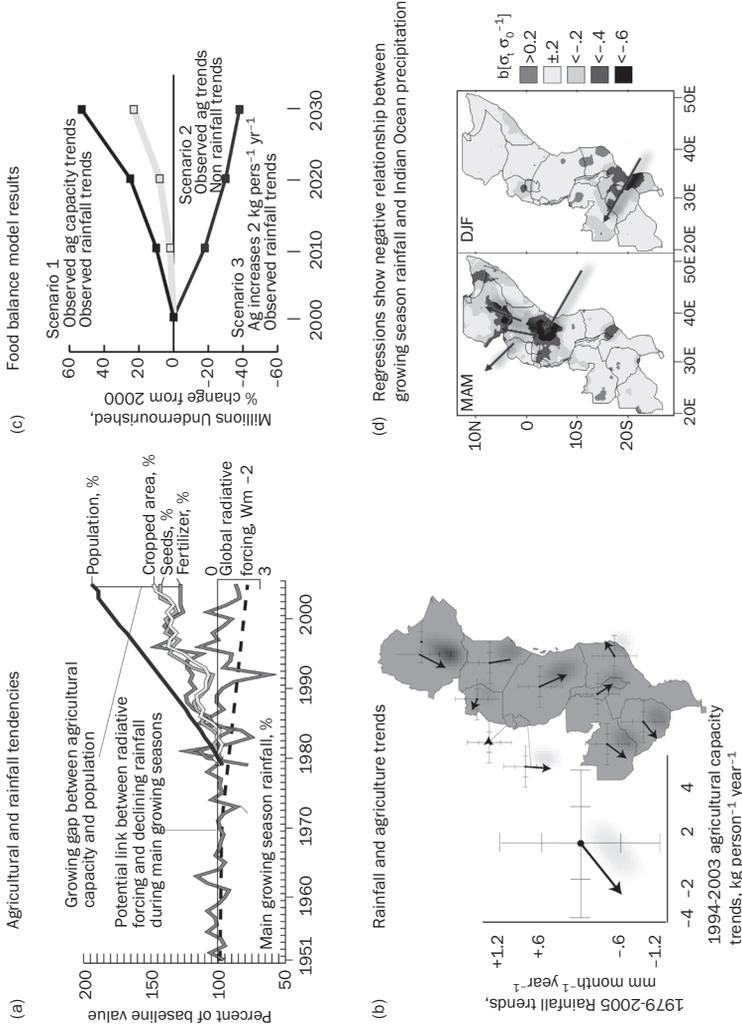 (a)
Agricultural and rainfall tendencies
200
150
100
50
Percent of baseline value
Growing gap between agricultural
capacity and population
Potential link between radiative
forcing and declining rainfall
during main growing seasons
Main growing season rainfall, %
Population, %
Cropped area, %
Seeds, %
Fertilizer, %
0
Global radiative
forcing, Wm −2
3
1951
1960
1970
1980
1990
2000
(b)
Rainfall and agriculture trends
+1.2
+.6
-.6
-1.2
1979-2005 Rainfall trends,
mm month⁻¹ year⁻¹
−4
−2
2
4
1994-2003 agricultural capacity
trends, kg person⁻¹ year⁻¹
(c)
Food balance model results
60
40
20
0
−20
−40
−60
Millions Undernourished,
% change from 2000
Scenario 1
Observed ag capacity trends
Observed rainfall trends
Scenario 2
Observed ag trends
Non rainfall trends
Scenario 3
Ag increases 2 kg pers⁻¹ yr⁻¹
Observed rainfall trends
2000
2010
2020
2030
(d)
Regressions show negative relationship between
growing season rainfall and Indian Ocean precipitation
10N
0
10S
20S
MAM
DJF
20E
30E
40E
50E
20E
30E
40E
50E
b[σₜ σ₀⁻¹]
>0.2
±.2
<-.2
<-.4
<-.6